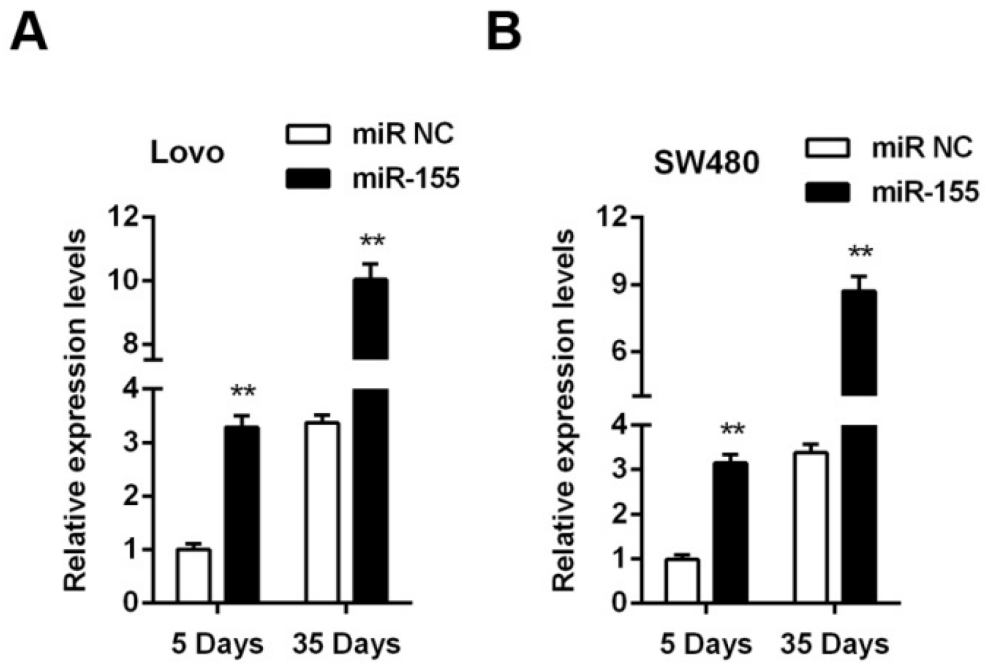 A
Lovo
miR NC
miR-155
Relative expression levels
12
10
8
4
3
2
1
0
**
**
5 Days
35 Days
B
SW480
miR NC
miR-155
Relative expression levels
12
9
6
4
3
2
1
0
**
**
5 Days
35 Days